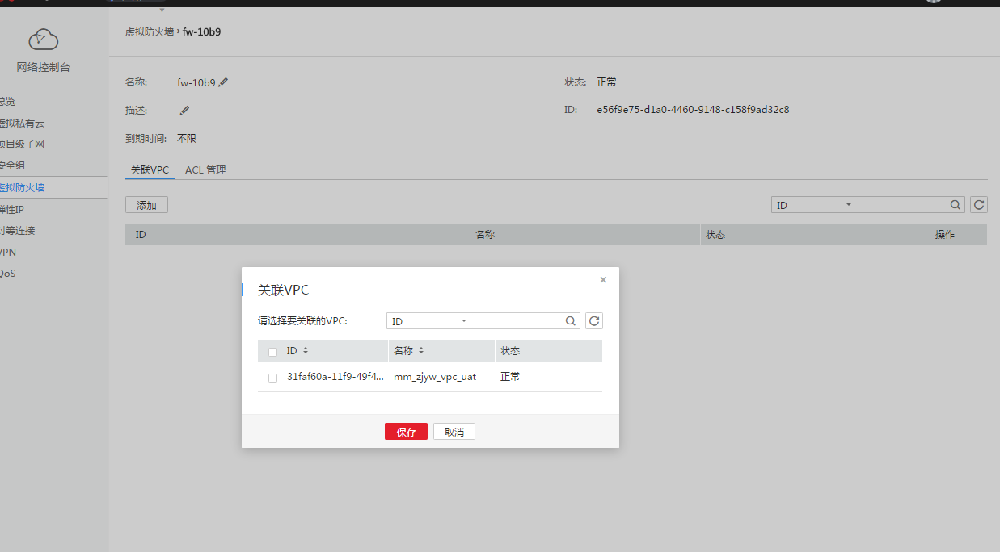 虚拟防火墙 › fw-10b9
网络控制台
名称: fw-10b9
状态: 正常
描述:
ID: e56f9e75-d1a0-4460-9148-c158f9ad32c8
到期时间: 不限
总览
虚拟私有云
项目级子网
安全组
虚拟防火墙
弹性IP
对等连接
VPN
QoS
关联VPC ACL 管理
添加
ID
ID 名称 状态 操作
关联VPC
×
请选择要关联的VPC:
ID
ID 名称 状态
31faf60a-11f9-49f4... mm_zjyw_vpc_uat 正常
保存 取消